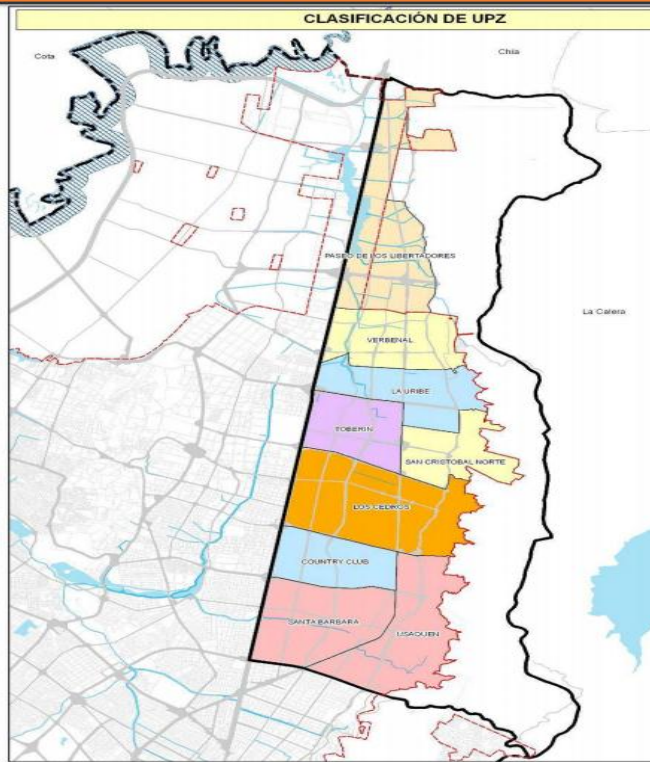 CLASIFICACIÓN DE UPZ
Cota
Chía
PASEO DE LOS LIBERTADORES
La Calera
VERBENAL
LA URIBE
TOBERIN
SAN CRISTOBAL NORTE
LOS CEDROS
COUNTRY CLUB
SANTA BARBARA
USAQUEN